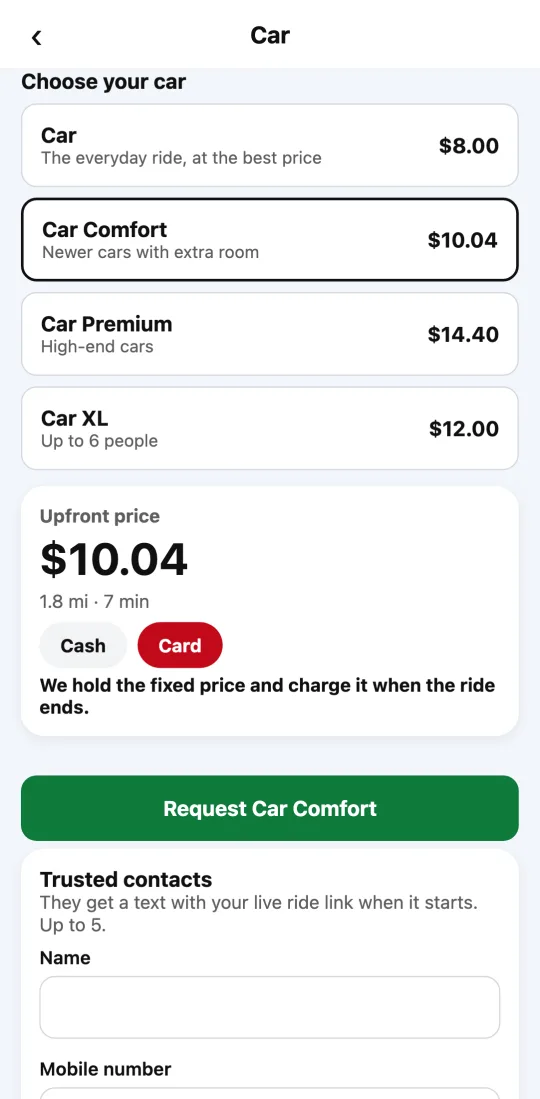 ‹
Car
Choose your car
Car
The everyday ride, at the best price
$8.00
Car Comfort
Newer cars with extra room
$10.04
Car Premium
High-end cars
$14.40
Car XL
Up to 6 people
$12.00
Upfront price
$10.04
1.8 mi · 7 min
Cash
Card
We hold the fixed price and charge it when the ride
ends.
Request Car Comfort
Trusted contacts
They get a text with your live ride link when it starts.
Up to 5.
Name
Mobile number